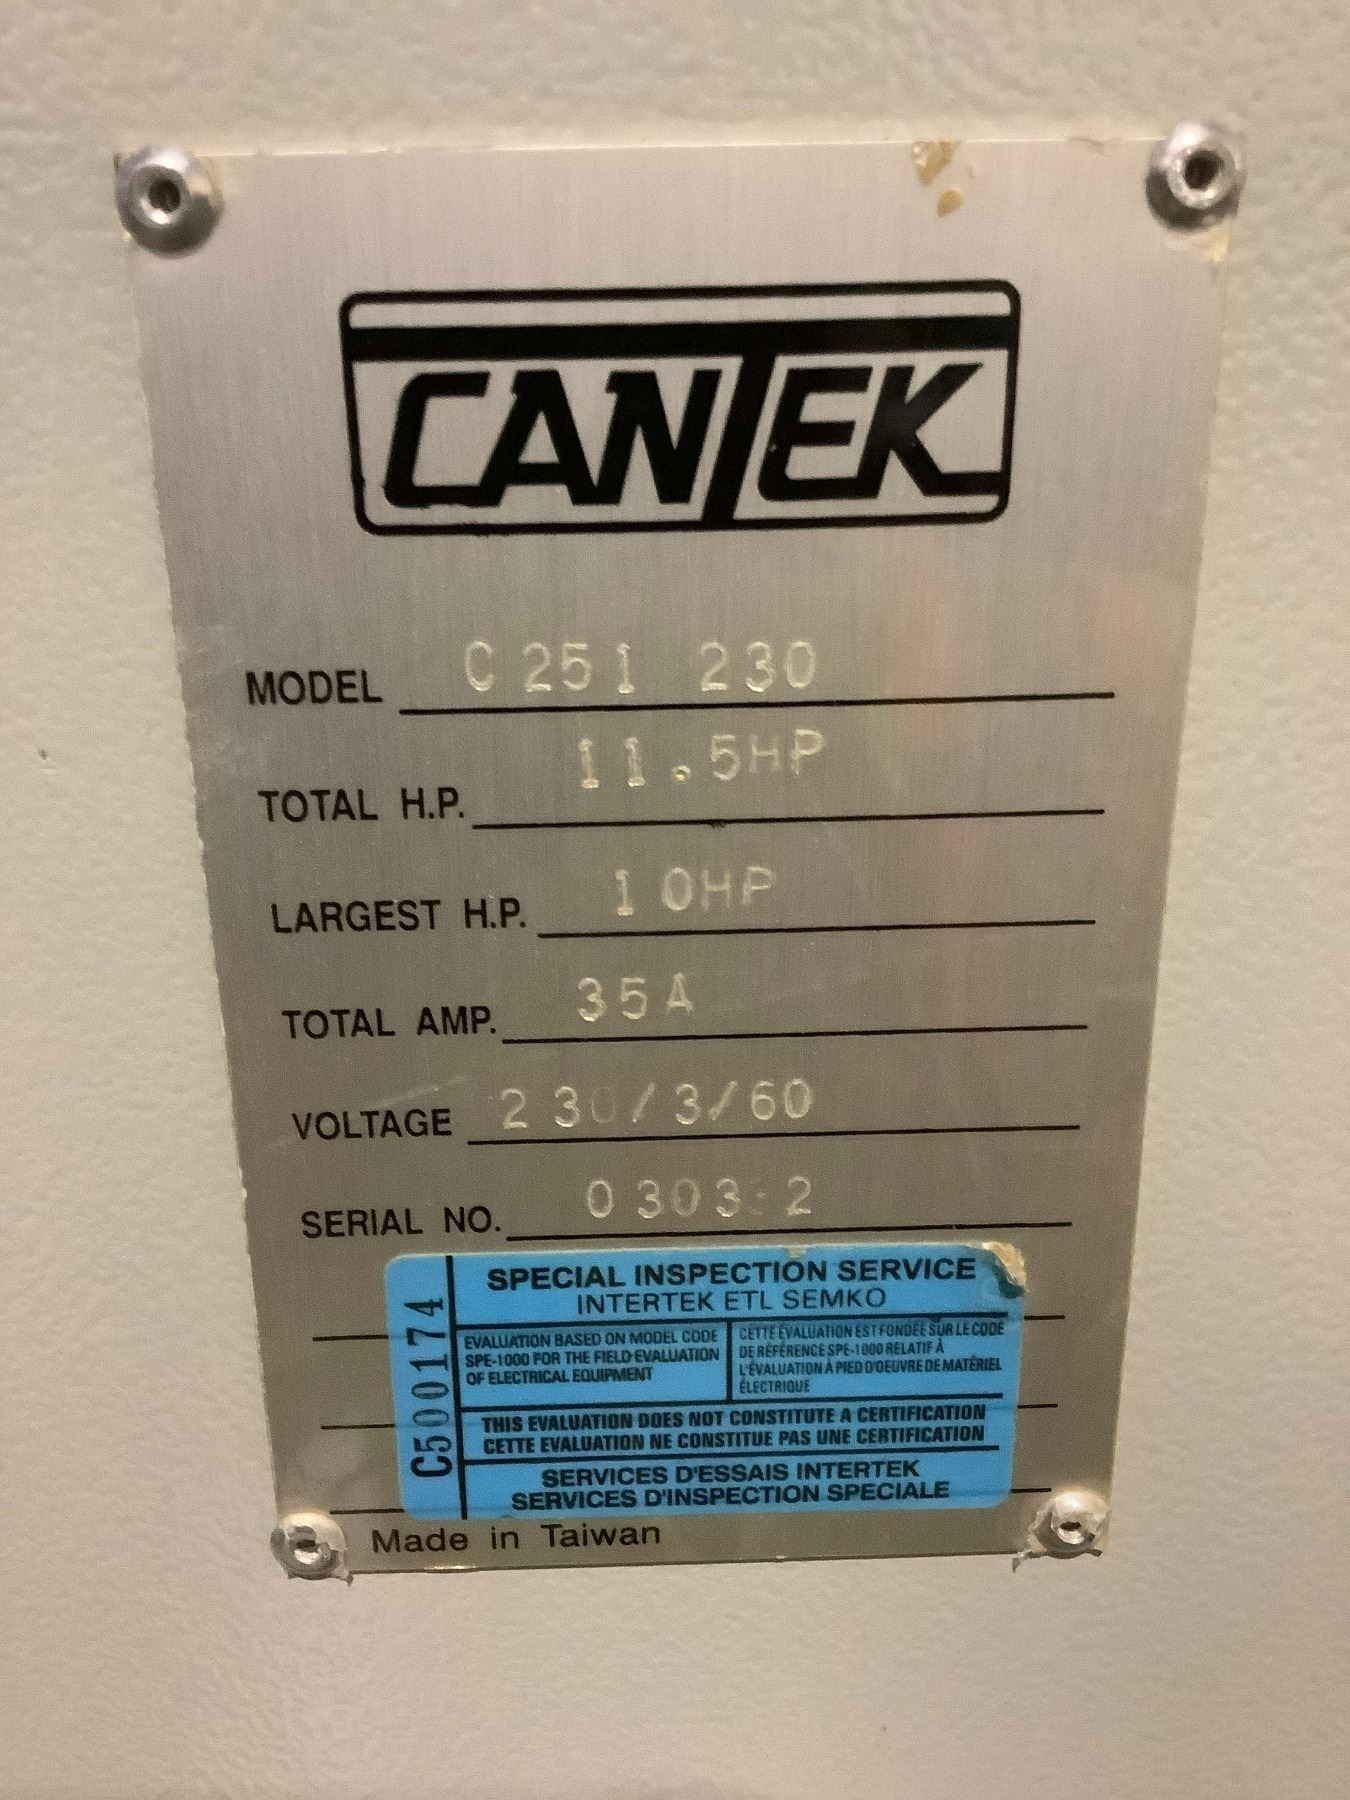 CANTEK
MODEL C251 230
TOTAL H.P. 11.5HP
LARGEST H.P. 10HP
TOTAL AMP. 35A
VOLTAGE 230/3/60
SERIAL NO.
C5000174
SPECIAL INSPECTION SERVICE
INTERTEK ETL SEMKO
EVALUATION BASED ON MODEL CODE
SPE-1000 FOR THE FIELD EVALUATION
OF ELECTRICAL EQUIPMENT
CETTE ÉVALUATION EST FONDÉE SUR LE CODE
DE RÉFÉRENCE SPE-1000 RELATIF À
L'ÉVALUATION À PIED D'OEUVRE DE MATÉRIEL
ÉLECTRIQUE
THIS EVALUATION DOES NOT CONSTITUTE A CERTIFICATION
CETTE EVALUATION NE CONSTITUE PAS UNE CERTIFICATION
SERVICES D'ESSAIS INTERTEK
SERVICES D'INSPECTION SPECIALE
Made in Taiwan